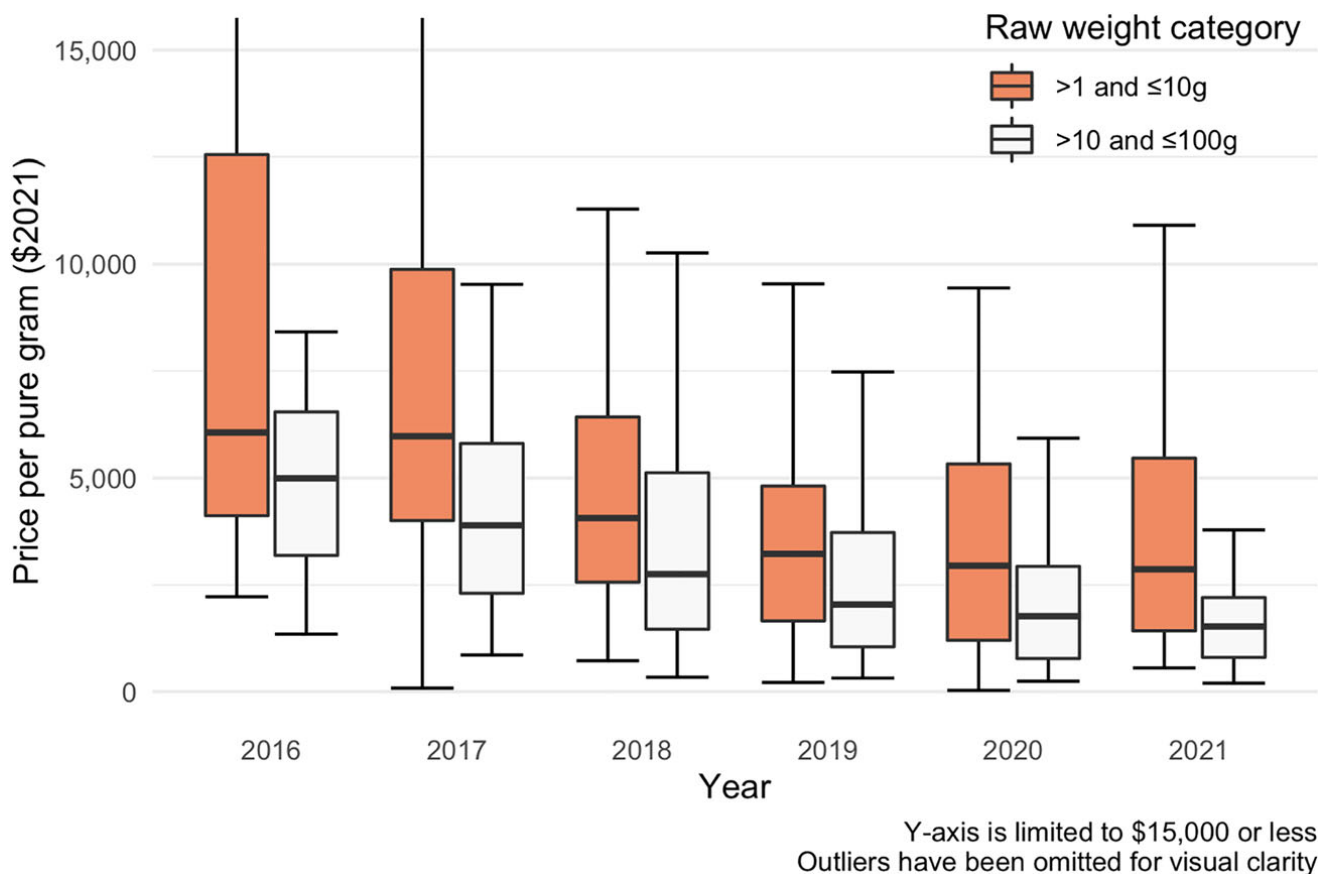 Raw weight category
>1 and ≤10g
>10 and ≤100g
Price per pure gram ($2021)
15,000
10,000
5,000
0
2016 2017 2018 2019 2020 2021
Year
Y-axis is limited to $15,000 or less
Outliers have been omitted for visual clarity